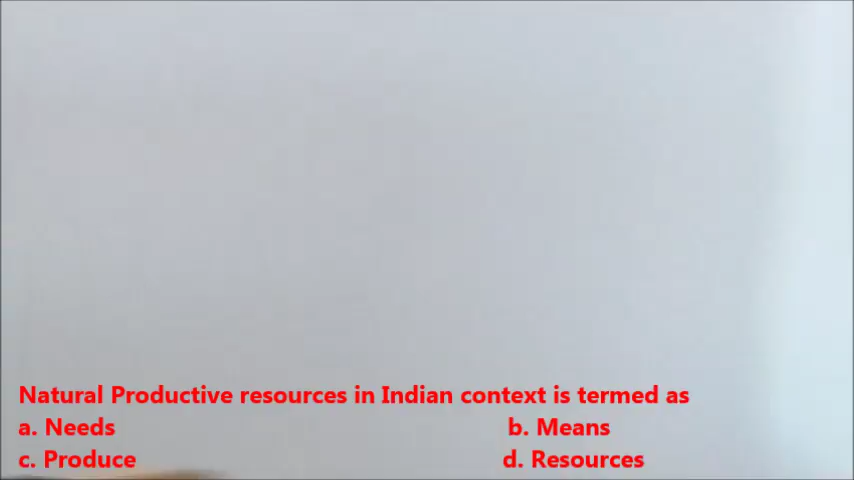 Natural Productive resources in Indian context is termed as
a. Needs b. Means
c. Produce d. Resources